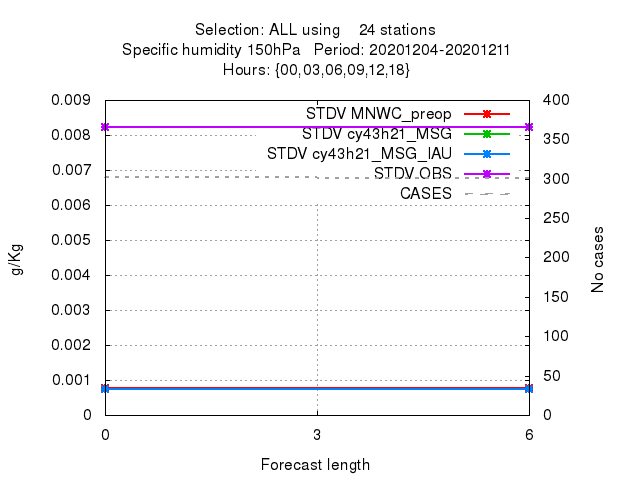 Selection: ALL using 24 stations
Specific humidity 150hPa Period: 20201204-20201211
Hours: {00,03,06,09,12,18}
STDV MNWC_preop
STDV cy43h21_MSG
STDV cy43h21_MSG_IAU
STDV OBS
CASES
0.009
0.008
0.007
0.006
0.005
0.004
0.003
0.002
0.001
0
g/Kg
400
350
300
250
200
150
100
50
0
No cases
0 3 6
Forecast length